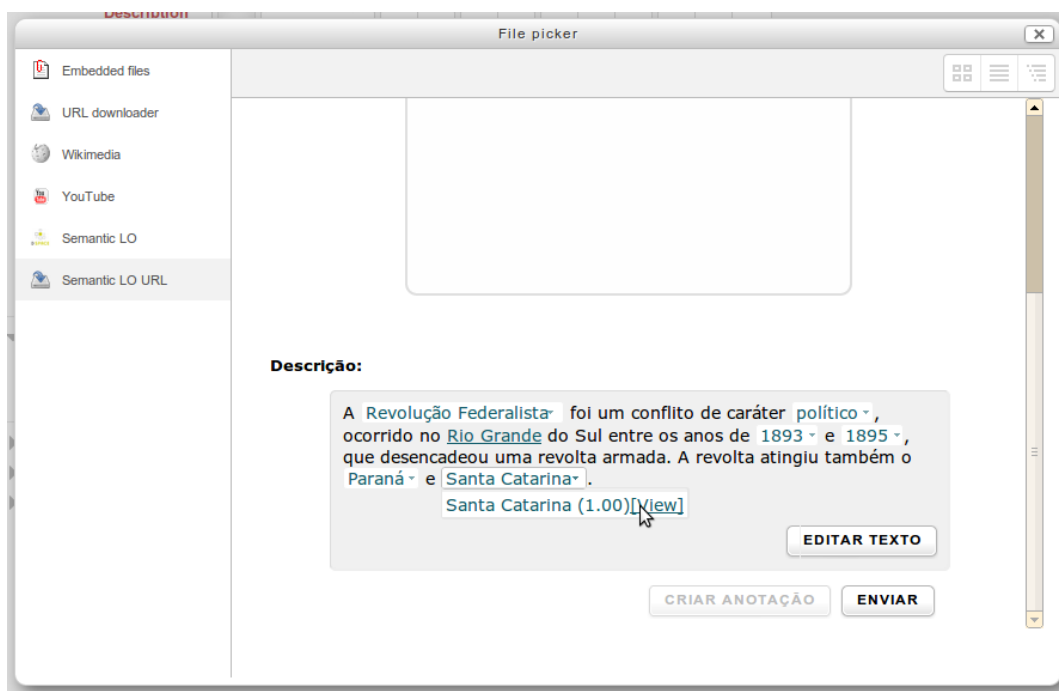 Description
File picker
Embedded files
URL downloader
Wikimedia
YouTube
Semantic LO
Semantic LO URL
Descrição:
A Revolução Federalista foi um conflito de caráter político ,
ocorrido no Rio Grande do Sul entre os anos de 1893 e 1895 ,
que desencadeou uma revolta armada. A revolta atingiu também o
Paraná e Santa Catarina .
Santa Catarina (1.00)[View]
EDITAR TEXTO
CRIAR ANOTAÇÃO ENVIAR